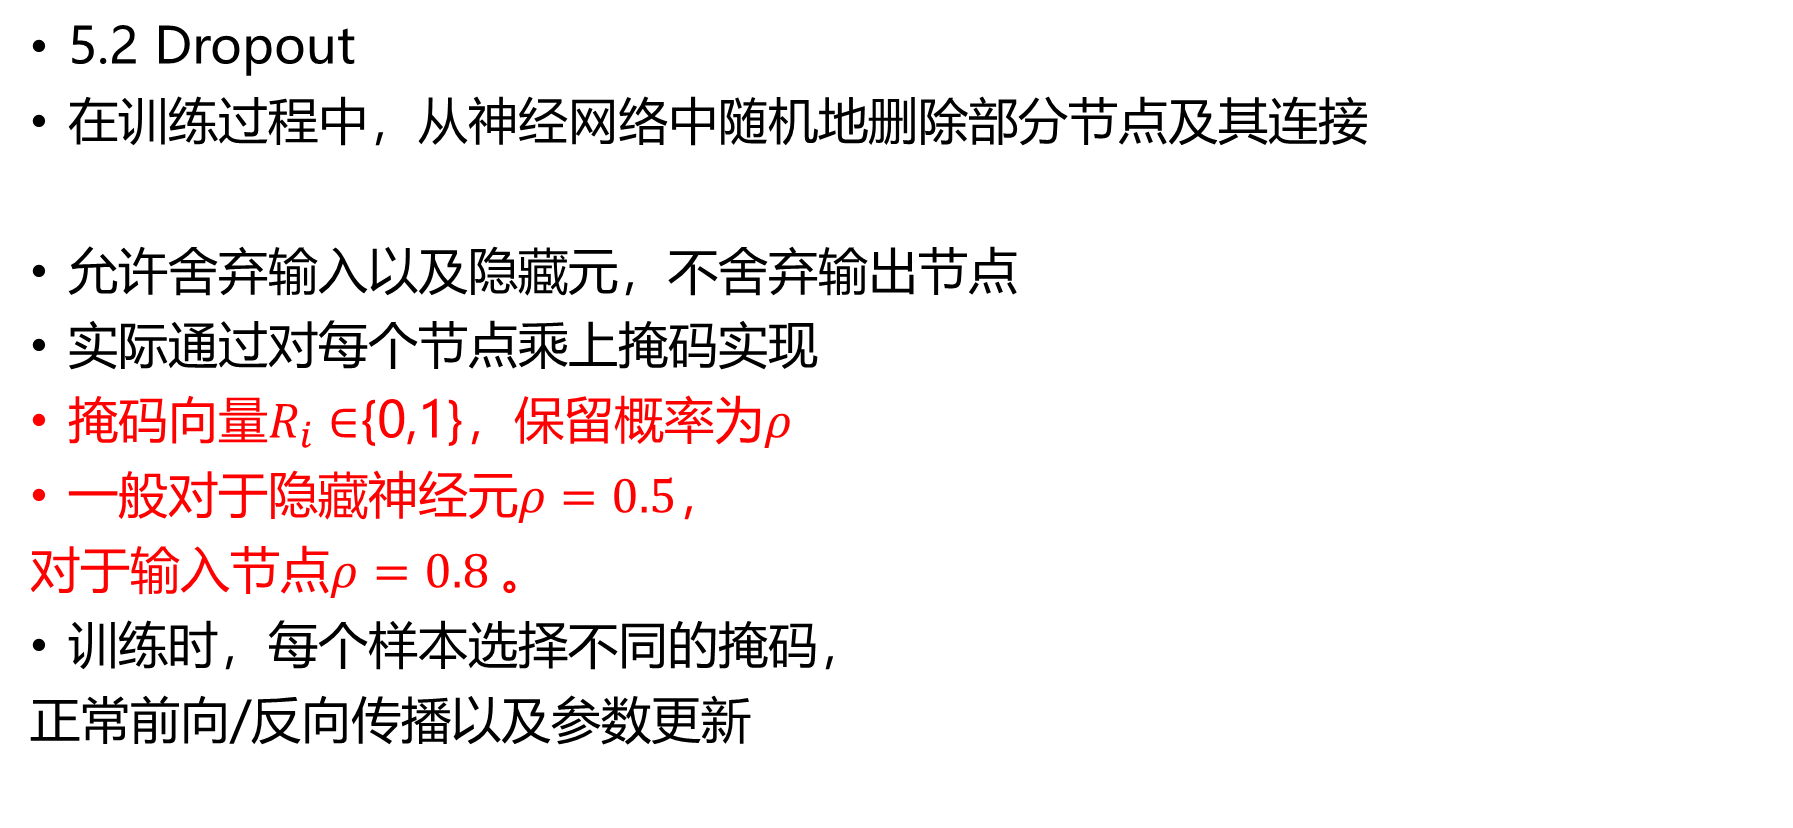 • 5.2 Dropout
• 在训练过程中，从神经网络中随机地删除部分节点及其连接
• 允许舍弃输入以及隐藏元，不舍弃输出节点
• 实际通过对每个节点乘上掩码实现
• 掩码向量𝑅ᵢ ∈{0,1}，保留概率为𝜌
• 一般对于隐藏神经元𝜌 = 0.5，
对于输入节点𝜌 = 0.8 。
• 训练时，每个样本选择不同的掩码，
正常前向/反向传播以及参数更新